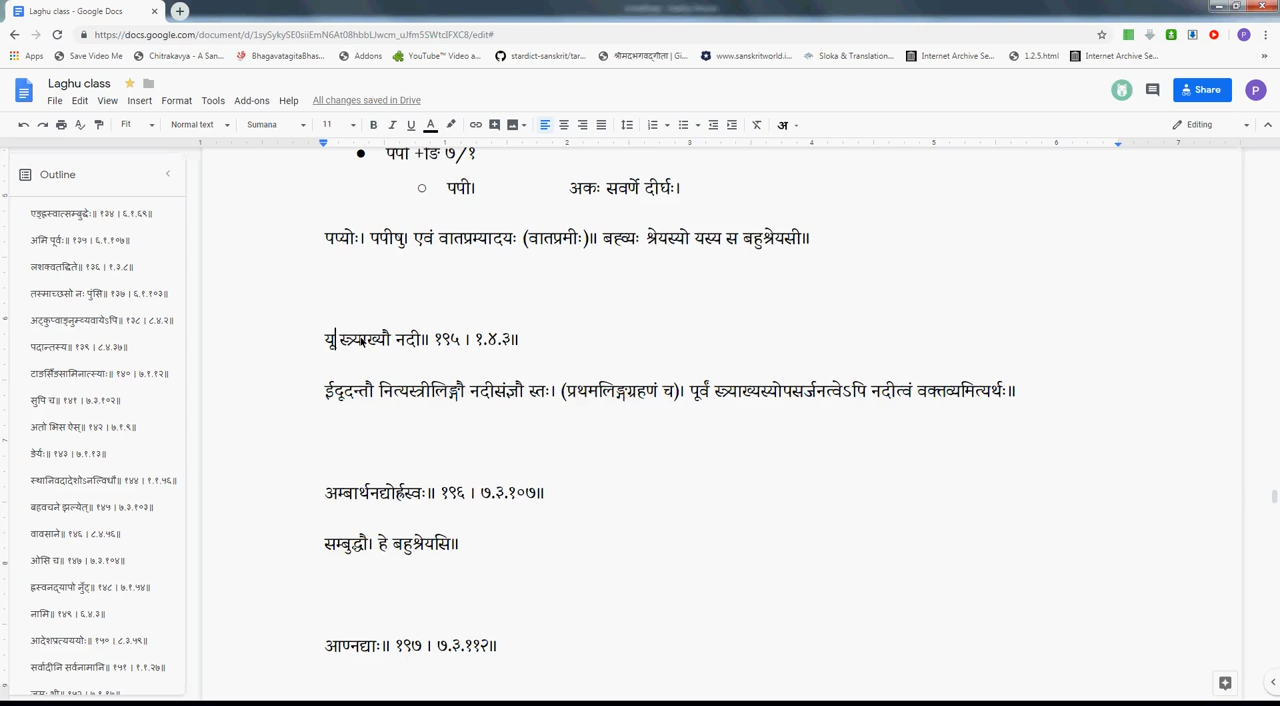 Laghu class - Google Docs
https://docs.google.com/document/d/1sySykySE0siiEmN6At08hbbLJwcm_uJfm5SWtcIFXC8/edit#
Apps Save Video Me Chitrakavya - A San... BhagavatagitaBhas... Addons YouTube™ Video a... stardict-sanskrit/tar... श्रीमद्भगवद्गीता | Gi... www.sanskritworld.i... Sloka & Translation... Internet Archive Se... 1.2.5.html Internet Archive Se...
Laghu class
File Edit View Insert Format Tools Add-ons Help All changes saved in Drive
Share
Fit Normal text Sumana 11 Editing
Outline
एङ्ह्रस्वात्सम्बुद्धेः॥ १३४ । ६.१.६९॥
अमि पूर्वः॥ १३५ । ६.१.१०७॥
लशक्वतद्धिते॥ १३६ । १.३.८॥
तस्माच्छसो नः पुंसि॥ १३७ । ६.१.१०३॥
अट्कुप्वाङ्नुम्व्यवायेऽपि॥ १३८ । ८.४.२॥
पदान्तस्य॥ १३९ । ८.४.३७॥
टाङसिँङसामिनात्स्याः॥ १४० । ७.१.१२॥
सुपि च॥ १४१ । ७.३.१०२॥
अतो भिस ऐस्॥ १४२ । ७.१.९॥
ङेर्यः॥ १४३ । ७.१.१३॥
स्थानिवदादेशोऽनल्विधौ॥ १४४ । १.१.५६॥
बहुवचने झल्येत्॥ १४५ । ७.३.१०३॥
वावसाने॥ १४६ । ८.४.५६॥
ओसि च॥ १४७ । ७.३.१०४॥
ह्रस्वनद्यापो नुँट्॥ १४८ । ७.१.५४॥
नामि॥ १४९ । ६.४.३॥
आदेशप्रत्यययोः॥ १५० । ८.३.५९॥
सर्वादीनि सर्वनामानि॥ १५१ । १.१.२७॥
पपी +ङि ७/१
पपी। अकः सवर्णे दीर्घः।
पप्योः। पपीषु। एवं वातप्रम्यादयः (वातप्रमीः)॥ बह्व्यः श्रेयस्यो यस्य स बहुश्रेयसी॥
यू स्त्र्याख्यौ नदी॥ १९५ । १.४.३॥
ईदूदन्तौ नित्यस्त्रीलिङ्गौ नदीसंज्ञौ स्तः। (प्रथमलिङ्गग्रहणं च)। पूर्वं स्त्र्याख्यस्योपसर्जनत्वेऽपि नदीत्वं वक्तव्यमित्यर्थः॥
अम्बार्थनद्योर्ह्रस्वः॥ १९६ । ७.३.१०७॥
सम्बुद्धौ। हे बहुश्रेयसि॥
आण्नद्याः॥ १९७ । ७.३.११२॥